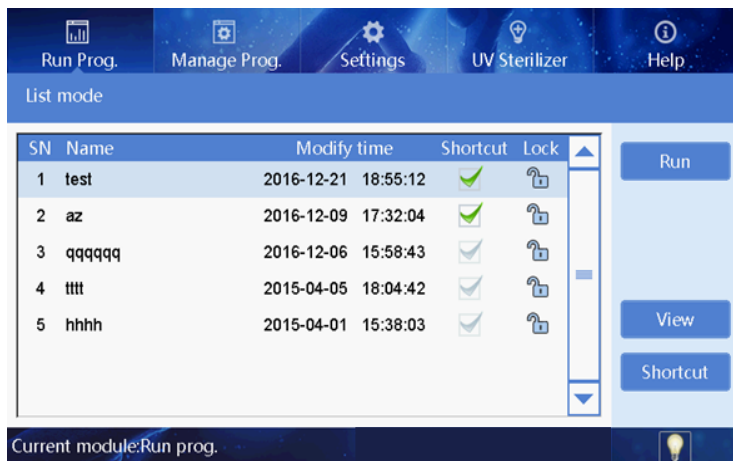 Run Prog. Manage Prog. Settings UV Sterilizer Help
List mode
SN Name Modify time Shortcut Lock
1 test 2016-12-21 18:55:12
2 az 2016-12-09 17:32:04
3 qqqqqq 2016-12-06 15:58:43
4 tttt 2015-04-05 18:04:42
5 hhhh 2015-04-01 15:38:03
Run
View
Shortcut
Current module:Run prog.